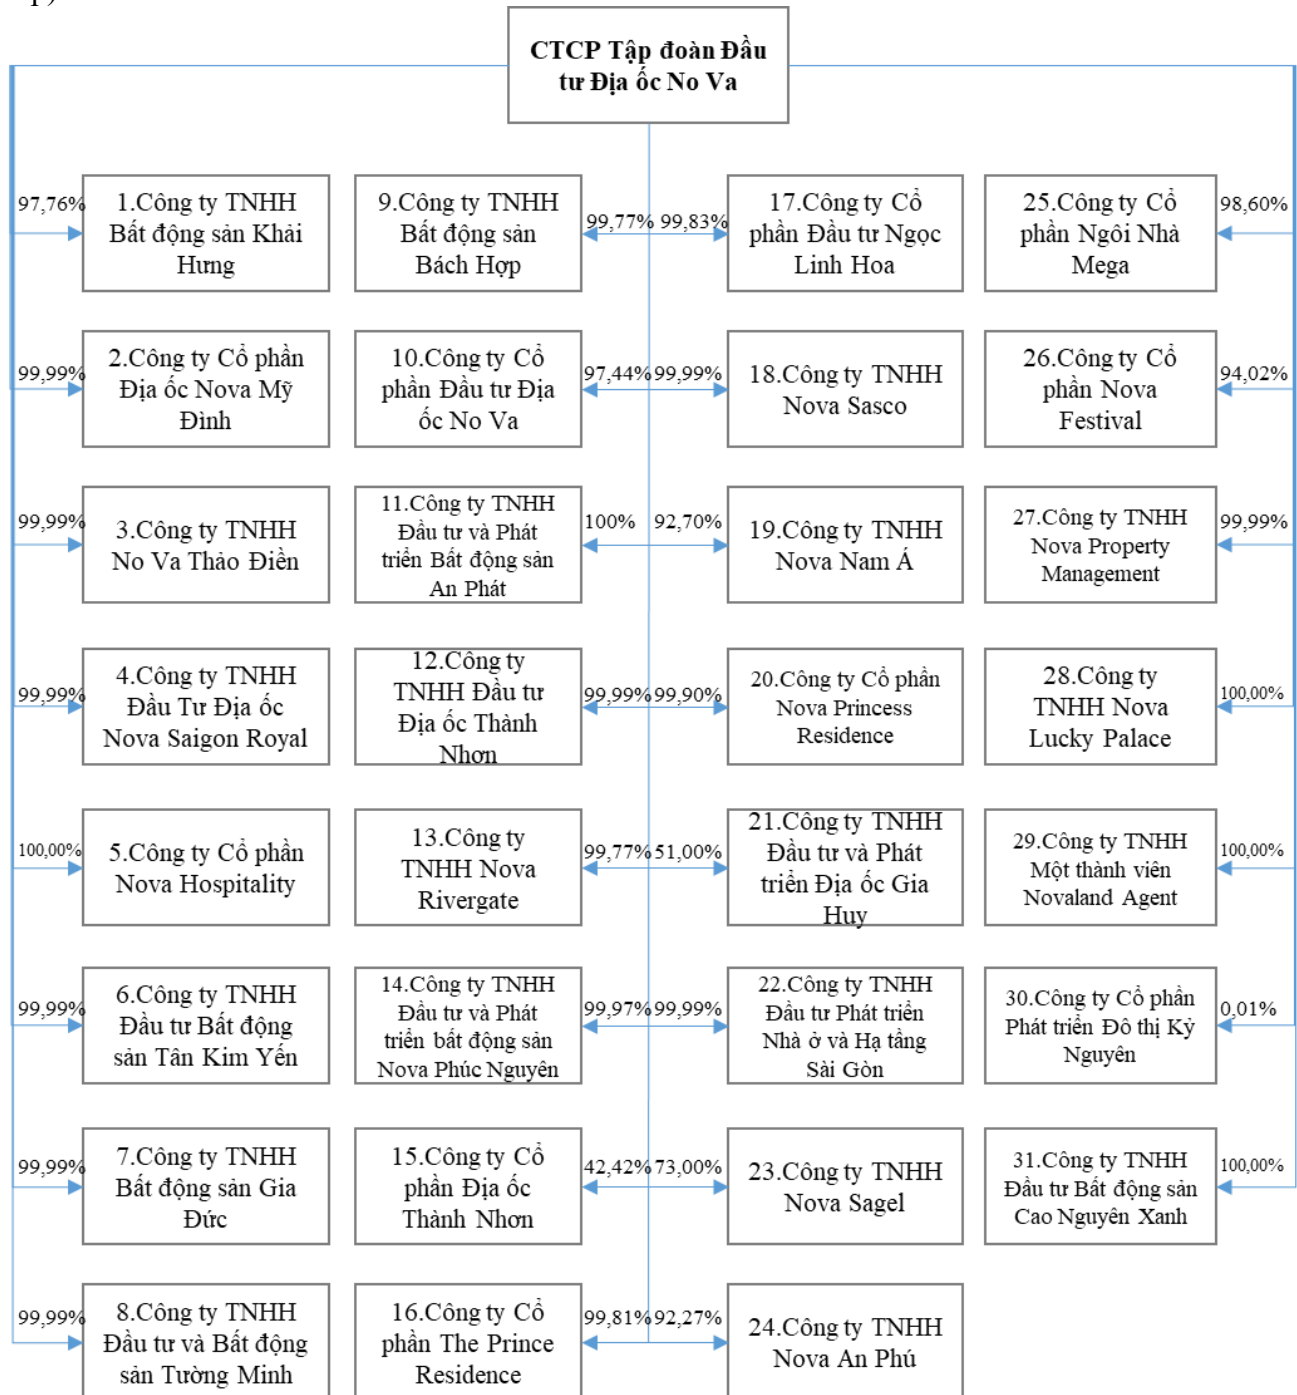 CTCP Tập đoàn Đầu
tư Địa ốc No Va
97,76%
1.Công ty TNHH
Bất động sản Khải
Hưng
9.Công ty TNHH
Bất động sản
Bách Hợp
99,77%
99,83%
17.Công ty Cổ
phần Đầu tư Ngọc
Linh Hoa
25.Công ty Cổ
phần Ngôi Nhà
Mega
98,60%
99,99%
2.Công ty Cổ phần
Địa ốc Nova Mỹ
Đình
10.Công ty Cổ
phần Đầu tư Địa
ốc No Va
97,44%
99,99%
18.Công ty TNHH
Nova Sasco
26.Công ty Cổ
phần Nova
Festival
94,02%
99,99%
3.Công ty TNHH
No Va Thảo Điền
11.Công ty TNHH
Đầu tư và Phát
triển Bất động sản
An Phát
100%
92,70%
19.Công ty TNHH
Nova Nam Á
27.Công ty TNHH
Nova Property
Management
99,99%
99,99%
4.Công ty TNHH
Đầu Tư Địa ốc
Nova Saigon Royal
12.Công ty
TNHH Đầu tư
Địa ốc Thành
Nhơn
99,99%
99,90%
20.Công ty Cổ phần
Nova Princess
Residence
28.Công ty
TNHH Nova
Lucky Palace
100,00%
100,00%
5.Công ty Cổ phần
Nova Hospitality
13.Công ty
TNHH Nova
Rivergate
99,77%
51,00%
21.Công ty TNHH
Đầu tư và Phát
triển Địa ốc Gia
Huy
29.Công ty TNHH
Một thành viên
Novaland Agent
100,00%
99,99%
6.Công ty TNHH
Đầu tư Bất động
sản Tân Kim Yến
14.Công ty TNHH
Đầu tư và Phát
triển bất động sản
Nova Phúc Nguyên
99,97%
99,99%
22.Công ty TNHH
Đầu tư Phát triển
Nhà ở và Hạ tầng
Sài Gòn
30.Công ty Cổ phần
Phát triển Đô thị Kỷ
Nguyên
0,01%
99,99%
7.Công ty TNHH
Bất động sản Gia
Đức
15.Công ty Cổ
phần Địa ốc
Thành Nhơn
42,42%
73,00%
23.Công ty TNHH
Nova Sagel
31.Công ty TNHH
Đầu tư Bất động sản
Cao Nguyên Xanh
100,00%
99,99%
8.Công ty TNHH
Đầu tư và Bất động
sản Tường Minh
16.Công ty Cổ
phần The Prince
Residence
99,81%
92,27%
24.Công ty TNHH
Nova An Phú